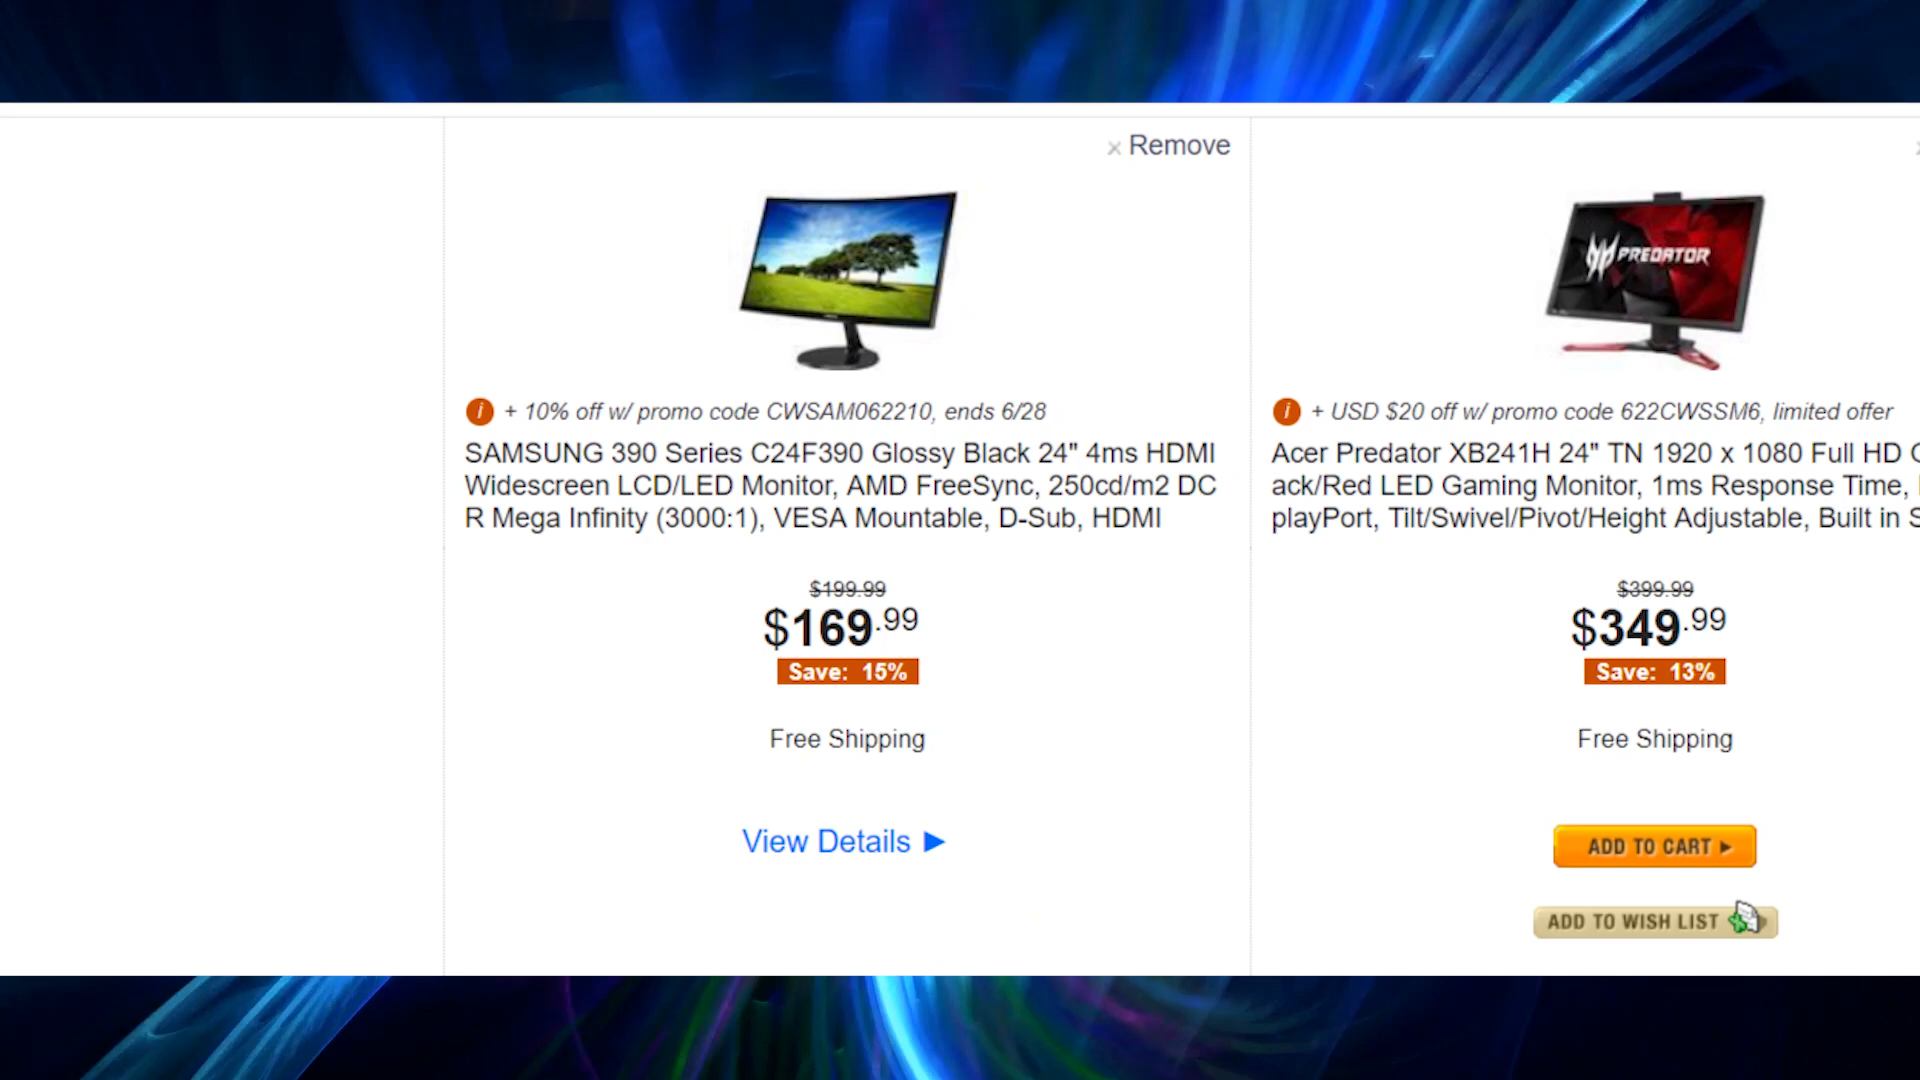 × Remove
PREDATOR
i + 10% off w/ promo code CWSAM062210, ends 6/28
i + USD $20 off w/ promo code 622CWSSM6, limited offer
SAMSUNG 390 Series C24F390 Glossy Black 24" 4ms HDMI
Widescreen LCD/LED Monitor, AMD FreeSync, 250cd/m2 DC
R Mega Infinity (3000:1), VESA Mountable, D-Sub, HDMI
Acer Predator XB241H 24" TN 1920 x 1080 Full HD
ack/Red LED Gaming Monitor, 1ms Response Time,
playPort, Tilt/Swivel/Pivot/Height Adjustable, Built in
$199.99
$169.99
Save: 15%
Free Shipping
View Details ►
$399.99
$349.99
Save: 13%
Free Shipping
ADD TO CART ►
ADD TO WISH LIST